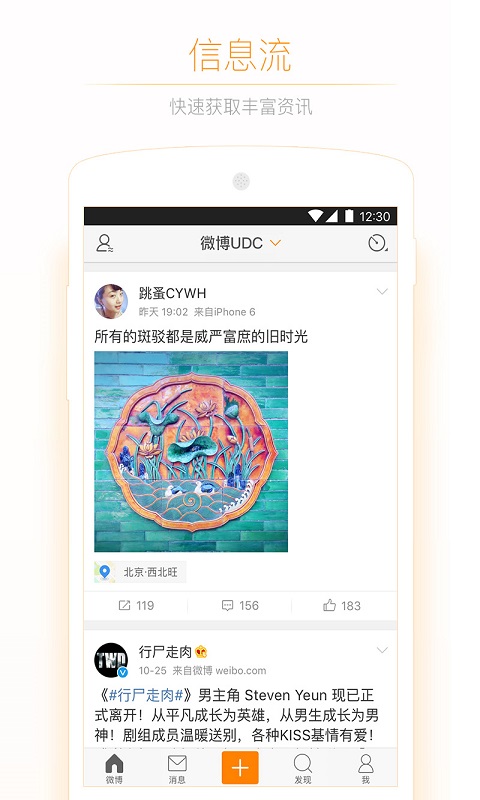 信息流
快速获取丰富资讯
12:30
微博UDC
跳蚤CYWH
昨天 19:02 来自iPhone 6
所有的斑驳都是威严富庶的旧时光
北京·西北旺
119
156
183
TWD
行尸走肉
10-25 来自微博 weibo.com
《#行尸走肉#》男主角 Steven Yeun 现已正
式离开！从平凡成长为英雄，从男生成长为男
神！剧组成员温暖送别，各种KISS基情有爱！
微博
消息
发现
我